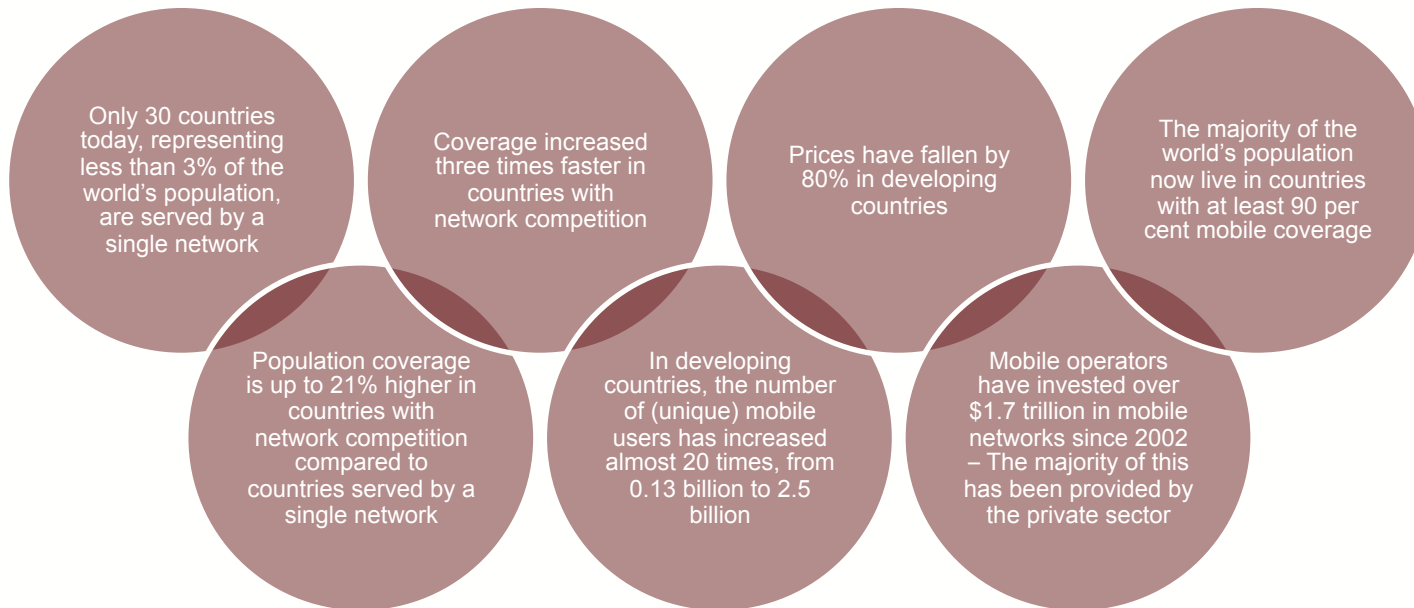 Only 30 countries
today, representing
less than 3% of the
world’s population,
are served by a
single network
Population coverage
is up to 21% higher in
countries with
network competition
compared to
countries served by a
single network
Coverage increased
three times faster in
countries with
network competition
In developing
countries, the number
of (unique) mobile
users has increased
almost 20 times, from
0.13 billion to 2.5
billion
Prices have fallen by
80% in developing
countries
Mobile operators
have invested over
$1.7 trillion in mobile
networks since 2002
– The majority of this
has been provided by
the private sector
The majority of the
world’s population
now live in countries
with at least 90 per
cent mobile coverage